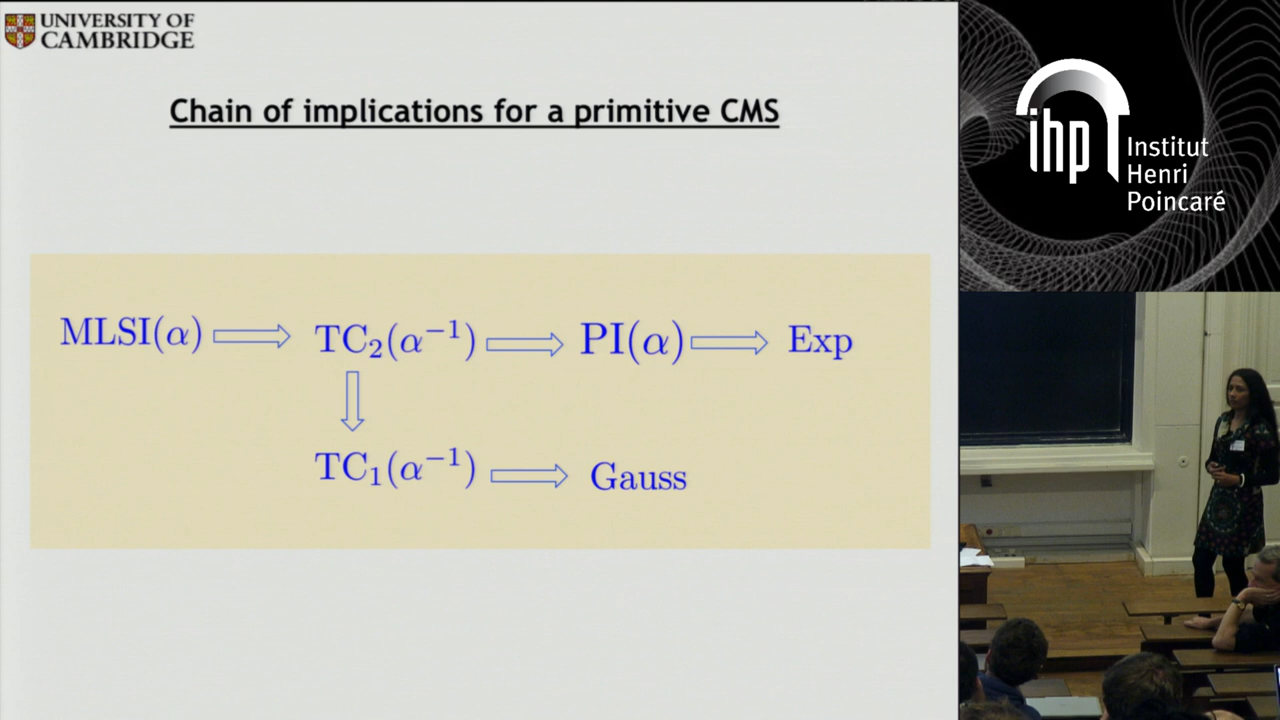 UNIVERSITY OF
CAMBRIDGE
Chain of implications for a primitive CMS
MLSI(α) ⟹ TC₂(α⁻¹) ⟹ PI(α) ⟹ Exp
⇓
TC₁(α⁻¹) ⟹ Gauss
ihp
Institut
Henri
Poincaré